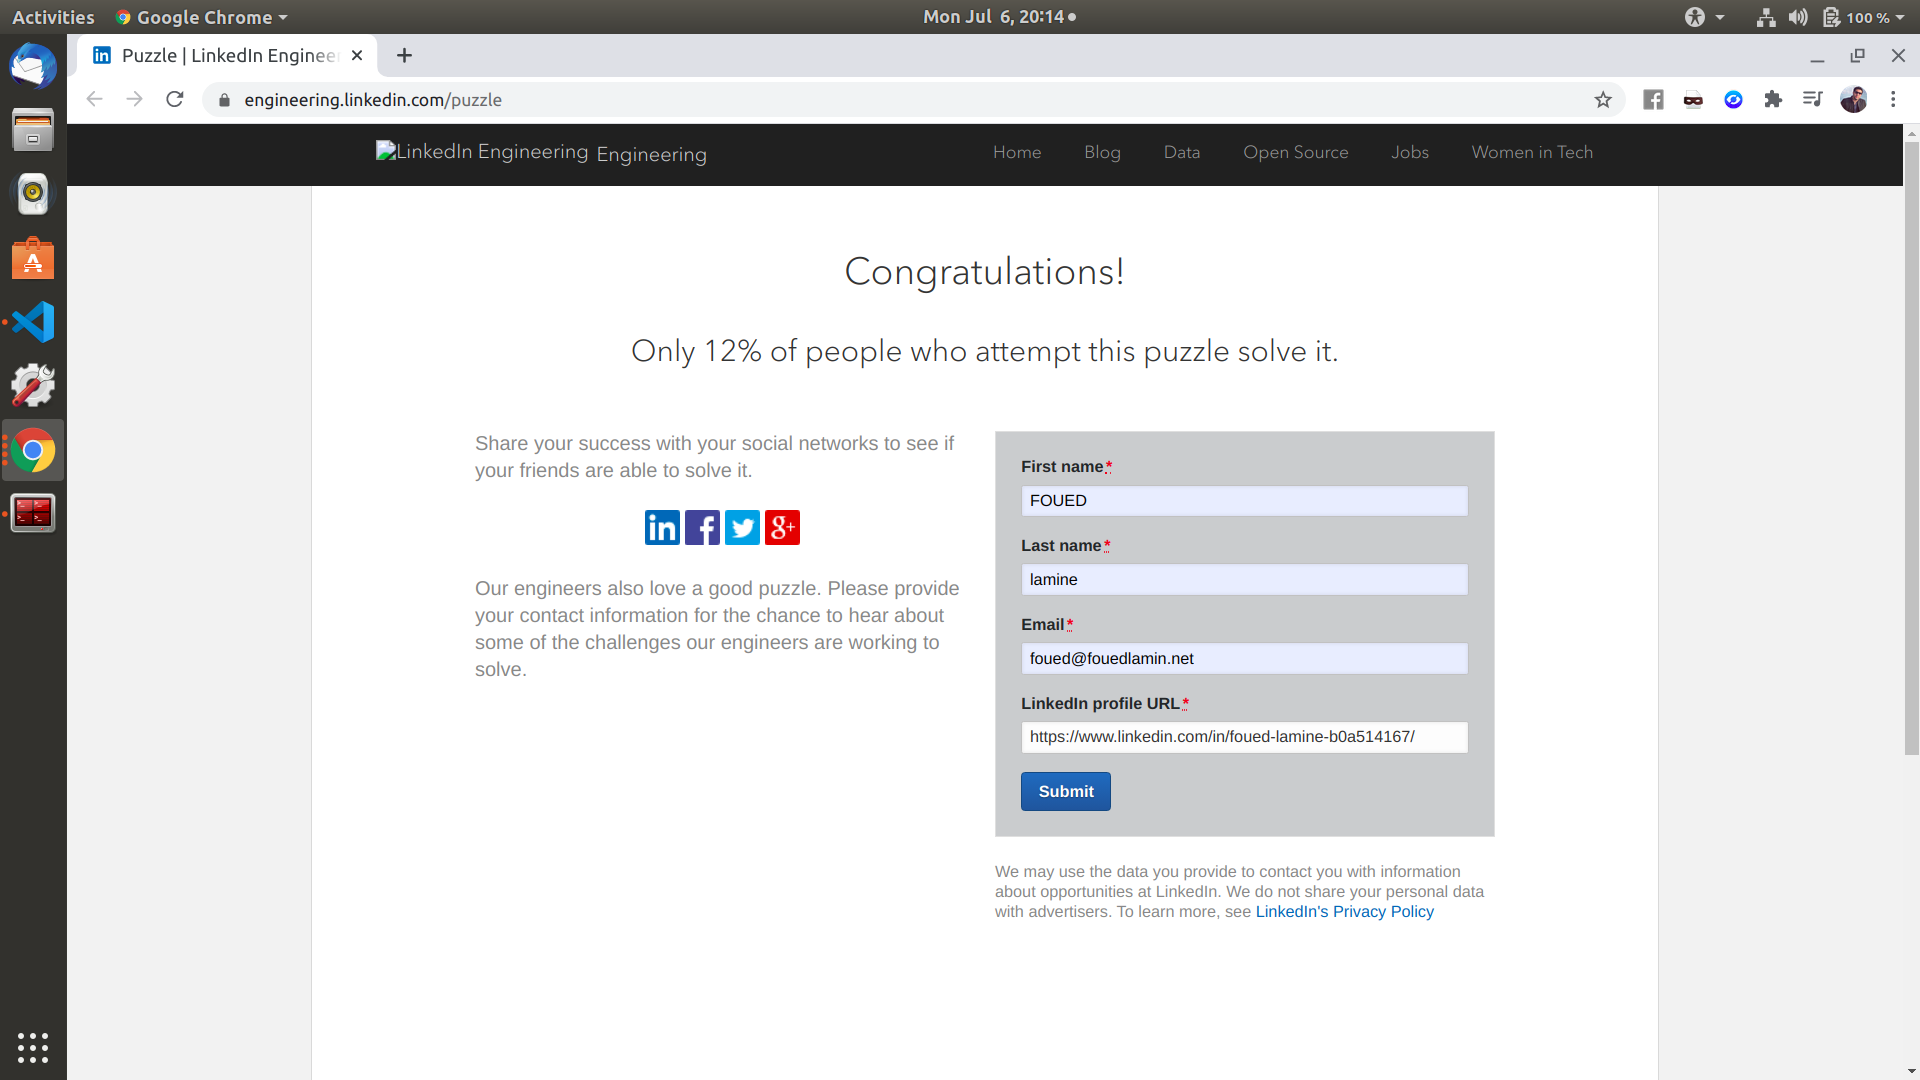 Activities
Google Chrome
Mon Jul 6, 20:14
100 %
Puzzle | LinkedIn Engineer
engineering.linkedin.com/puzzle
LinkedIn Engineering Engineering
Home
Blog
Data
Open Source
Jobs
Women in Tech
Congratulations!
Only 12% of people who attempt this puzzle solve it.
Share your success with your social networks to see if
your friends are able to solve it.
in f g+
Our engineers also love a good puzzle. Please provide
your contact information for the chance to hear about
some of the challenges our engineers are working to
solve.
First name*
FOUED
Last name*
lamine
Email*
foued@fouedlamin.net
LinkedIn profile URL*
https://www.linkedin.com/in/foued-lamine-b0a514167/
Submit
We may use the data you provide to contact you with information
about opportunities at LinkedIn. We do not share your personal data
with advertisers. To learn more, see LinkedIn's Privacy Policy